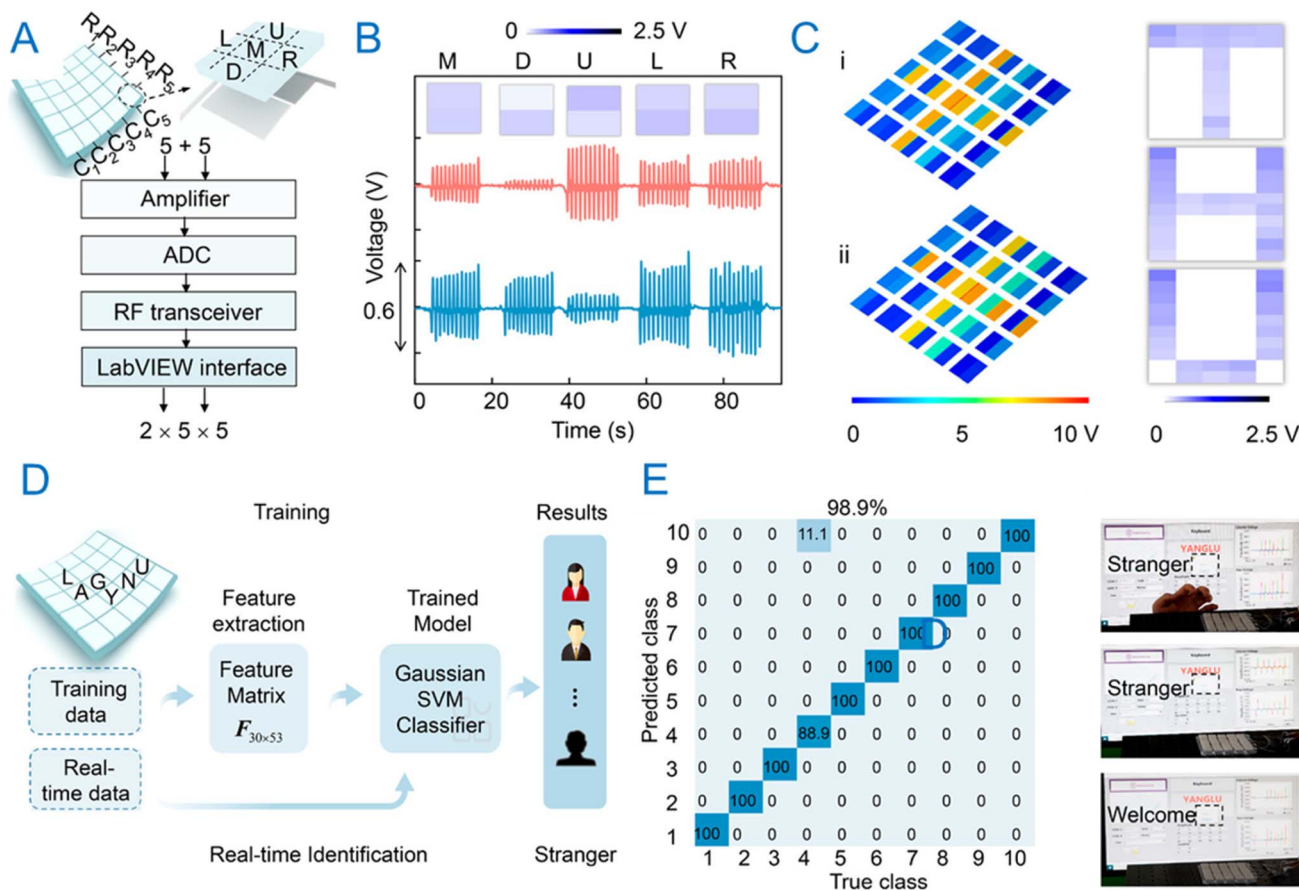 A
R1 R2 R3 R4 R5
L U
M
D R
C1 C2 C3 C4 C5
5 + 5
Amplifier
ADC
RF transceiver
LabVIEW interface
2 × 5 × 5
B
0 2.5 V
M D U L R
Voltage (V)
0.6
0 20 40 60 80
Time (s)
C
i
ii
0 5 10 V
0 2.5 V
D
Training
Results
L A G Y N U
Feature
extraction
Trained
Model
Training
data
Feature
Matrix
F30×53
Gaussian
SVM
Classifier
⋮
Real-
time data
Real-time Identification
Stranger
E
98.9%
Predicted class
10 0 0 0 11.1 0 0 0 0 0 100
9 0 0 0 0 0 0 0 0 100 0
8 0 0 0 0 0 0 0 100 0 0
7 0 0 0 0 0 0 100 D 0 0 0
6 0 0 0 0 0 100 0 0 0 0
5 0 0 0 0 100 0 0 0 0 0
4 0 0 0 88.9 0 0 0 0 0 0
3 0 0 100 0 0 0 0 0 0 0
2 0 100 0 0 0 0 0 0 0 0
1 100 0 0 0 0 0 0 0 0 0
1 2 3 4 5 6 7 8 9 10
True class
Keyboard
YANGLU
Stranger
Keyboard
YANGLU
Stranger
Keyboard
YANGLU
Welcome